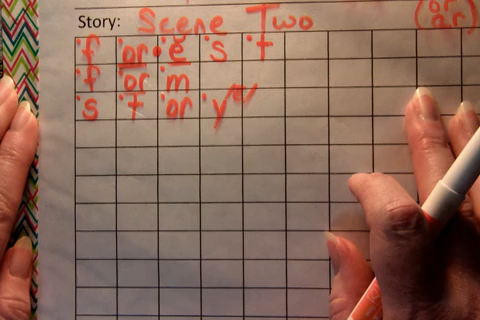 Story: Scene Two
(or
ar)
f or e s t
f or m
s t or y